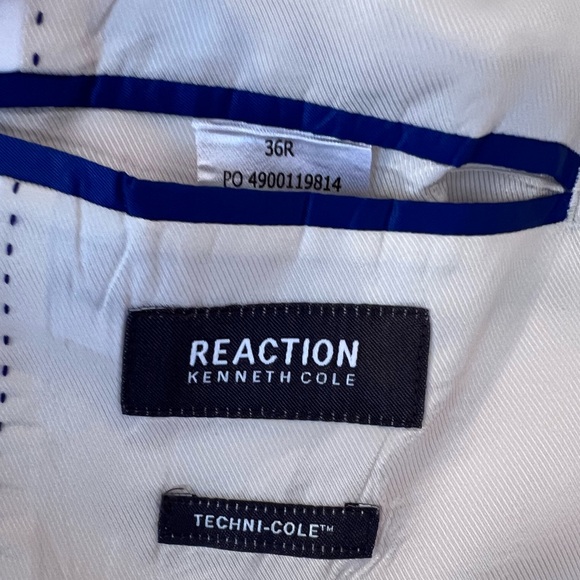 36R
PO 4900119814
REACTION
KENNETH COLE
TECHNI-COLE™